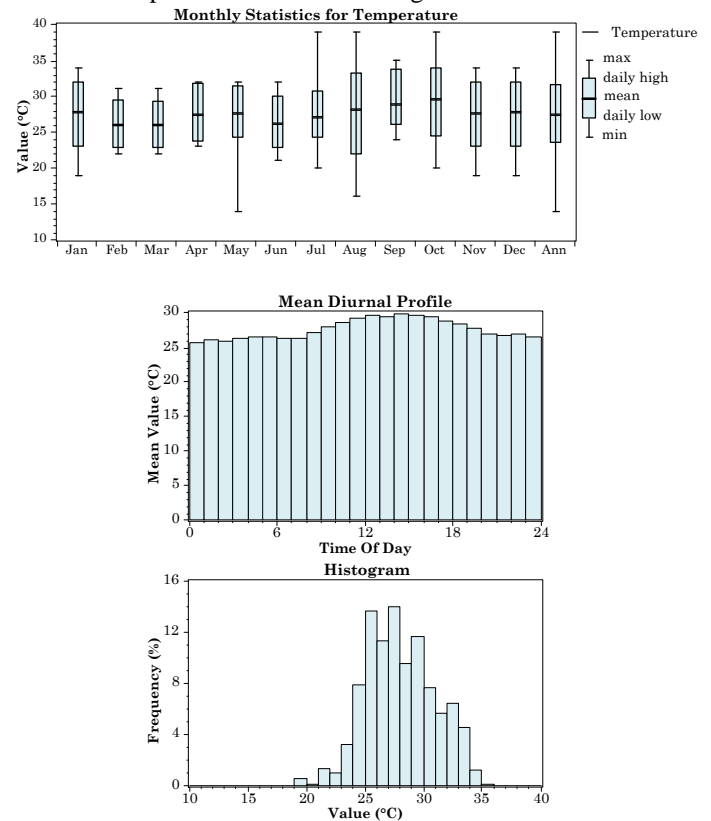 Monthly Statistics for Temperature
40
35
30
25
20
15
10
Value (°C)
Jan Feb Mar Apr May Jun Jul Aug Sep Oct Nov Dec Ann
Temperature
max
daily high
mean
daily low
min
Mean Diurnal Profile
30
25
20
15
10
5
0
Mean Value (°C)
0 6 12 18 24
Time Of Day
Histogram
16
12
8
4
0
Frequency (%)
10 15 20 25 30 35 40
Value (°C)